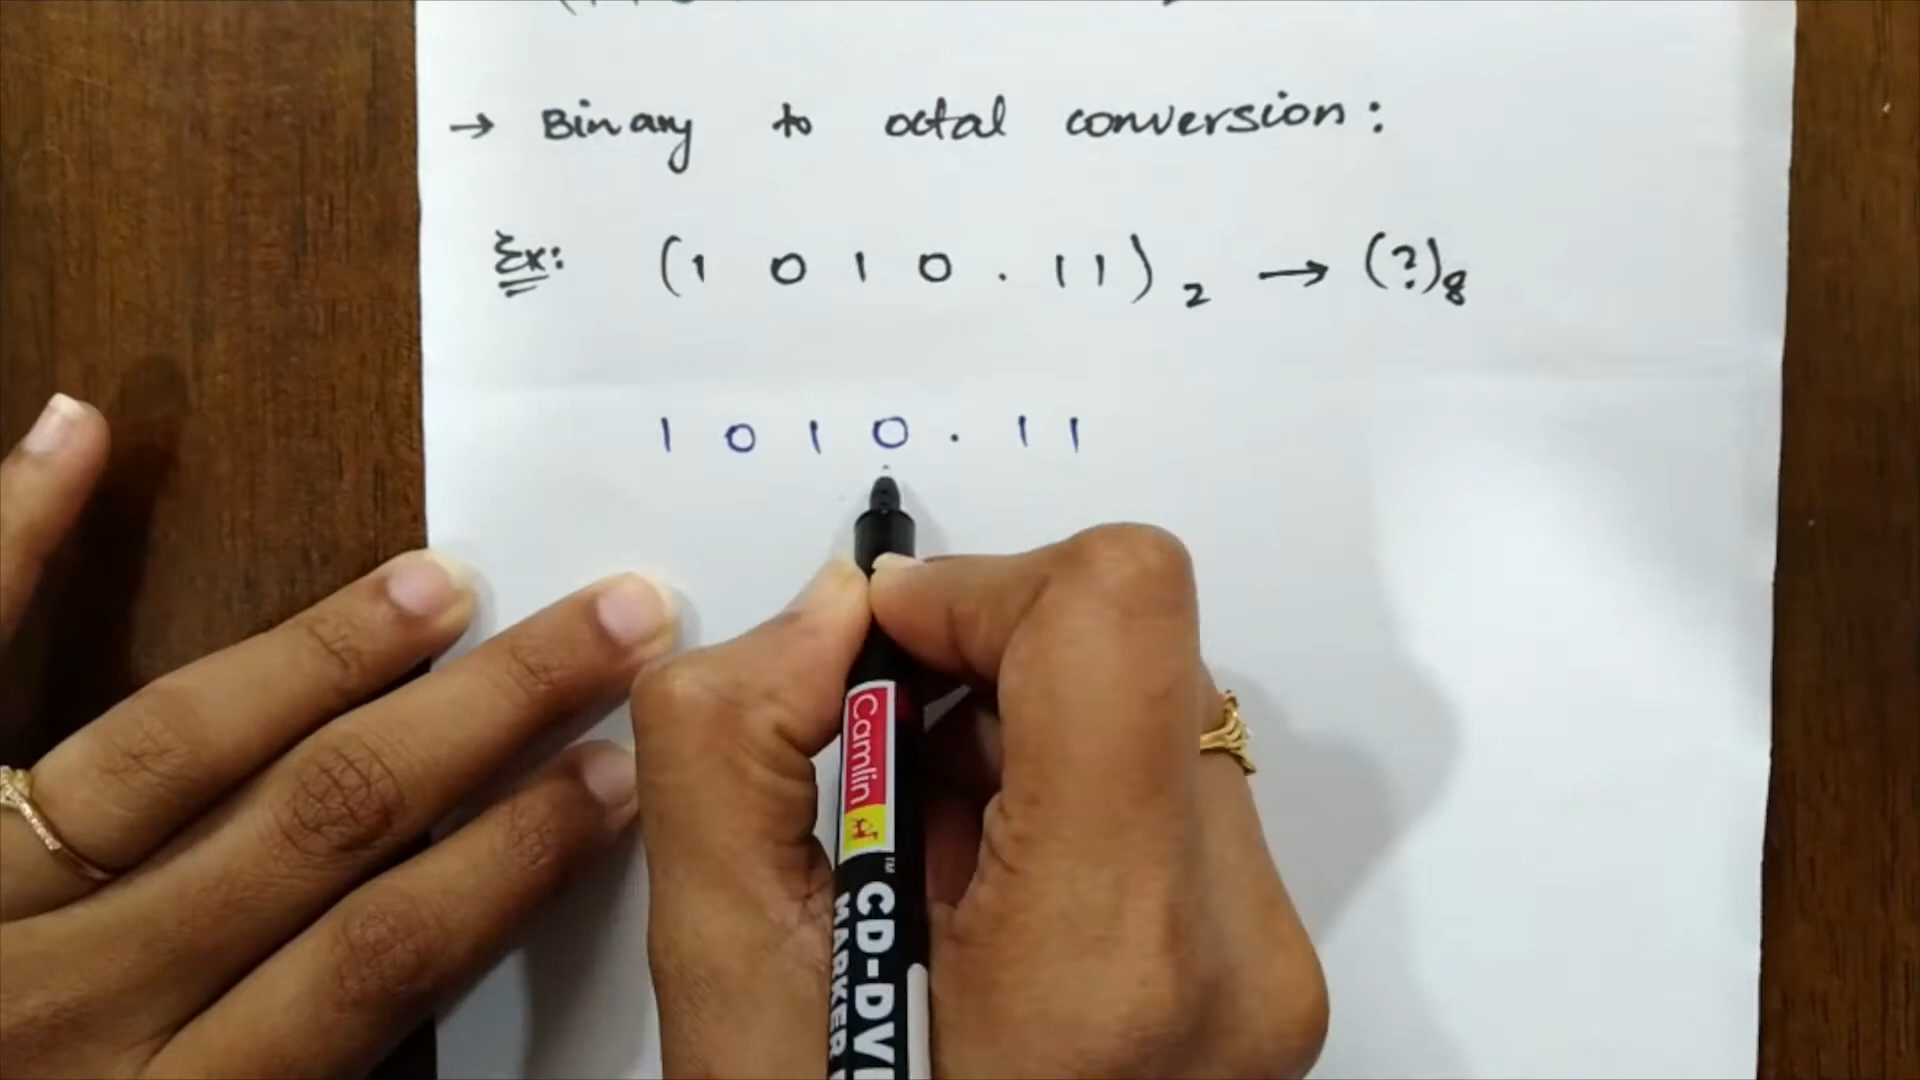 → Binary to octal conversion:
Ex: (1 0 1 0 . 1 1)₂ → (?)₈
1 0 1 0 . 1 1
Camlin
CD-DV
MARKER